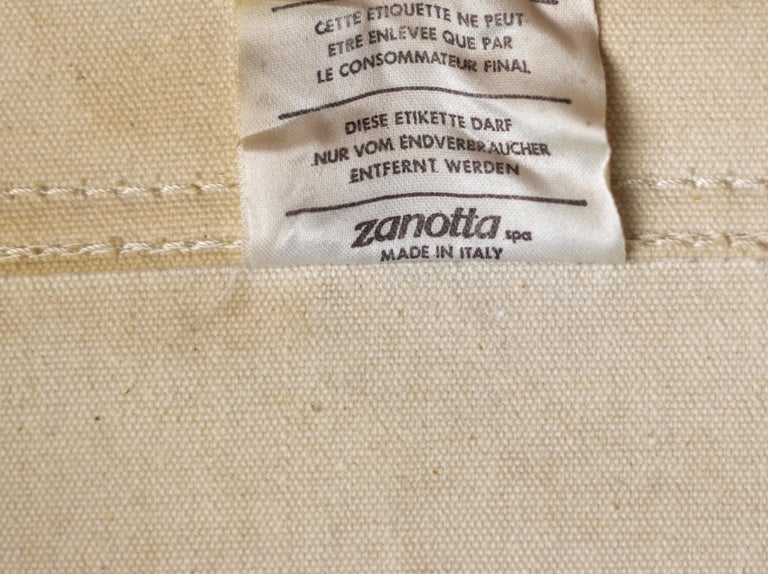 CETTE ETIQUETTE NE PEUT
ETRE ENLEVEE QUE PAR
LE CONSOMMATEUR FINAL
DIESE ETIKETTE DARF
NUR VOM ENDVERBRAUCHER
ENTFERNT WERDEN
zanotta spa
MADE IN ITALY